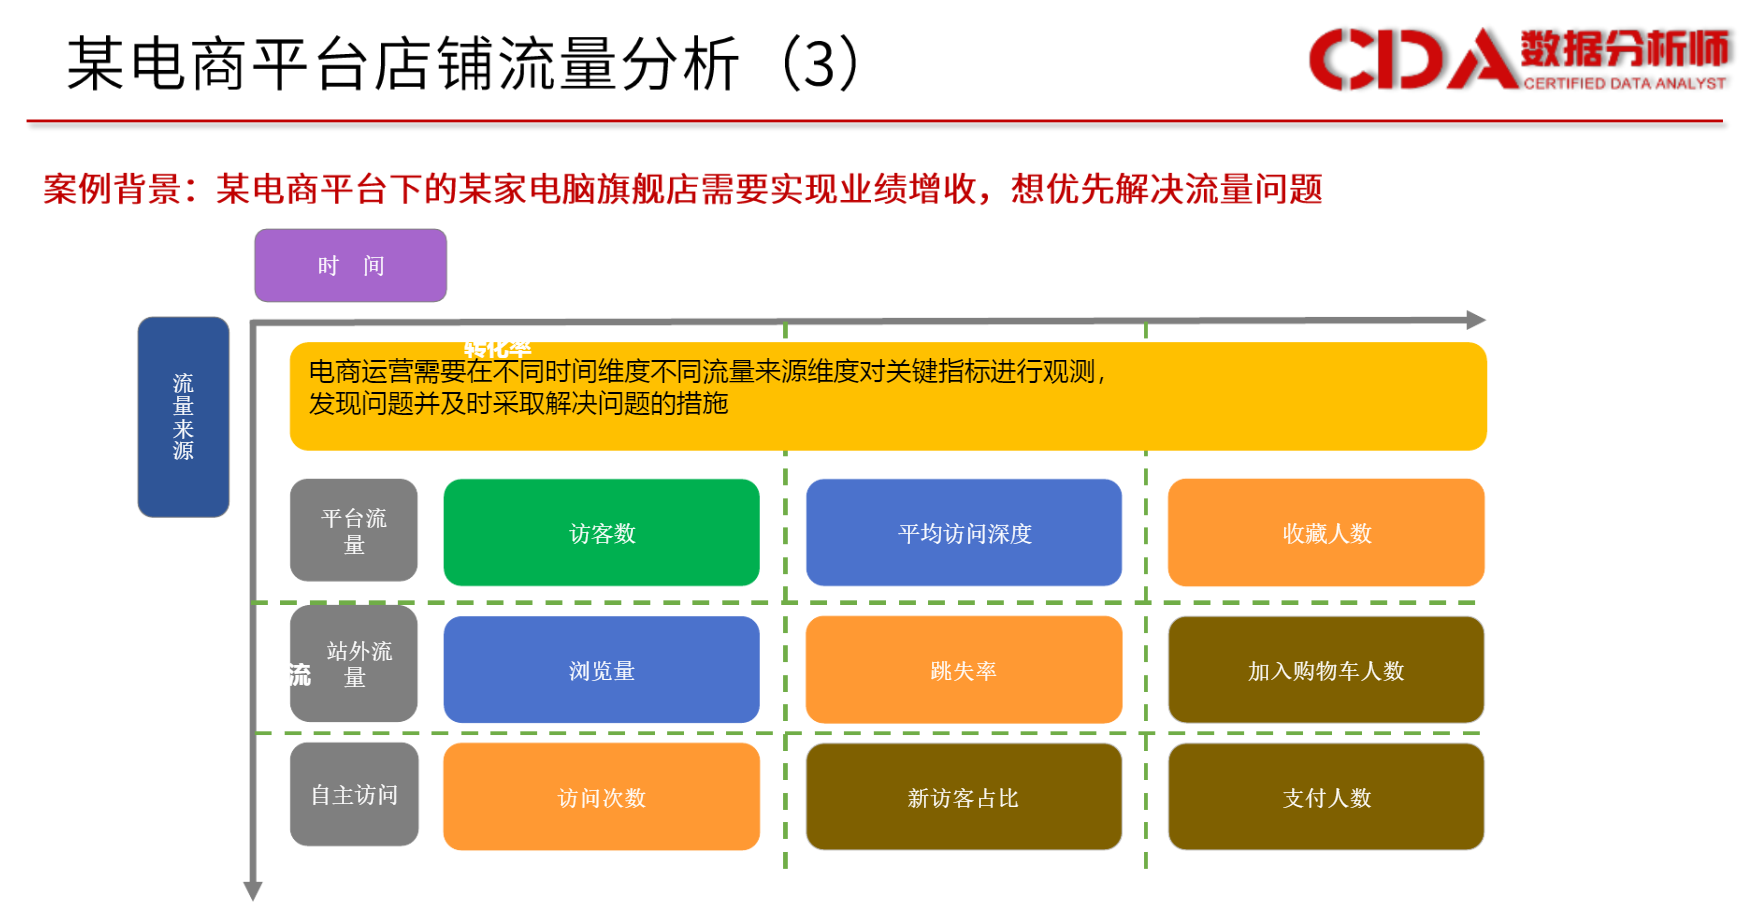 某电商平台店铺流量分析（3）
CDA数据分析师
CERTIFIED DATA ANALYST
案例背景：某电商平台下的某家电脑旗舰店需要实现业绩增收，想优先解决流量问题
时 间
流量来源
转化率
电商运营需要在不同时间维度不同流量来源维度对关键指标进行观测，
发现问题并及时采取解决问题的措施
平台流
量
访客数
平均访问深度
收藏人数
站外流
量
流
浏览量
跳失率
加入购物车人数
自主访问
访问次数
新访客占比
支付人数